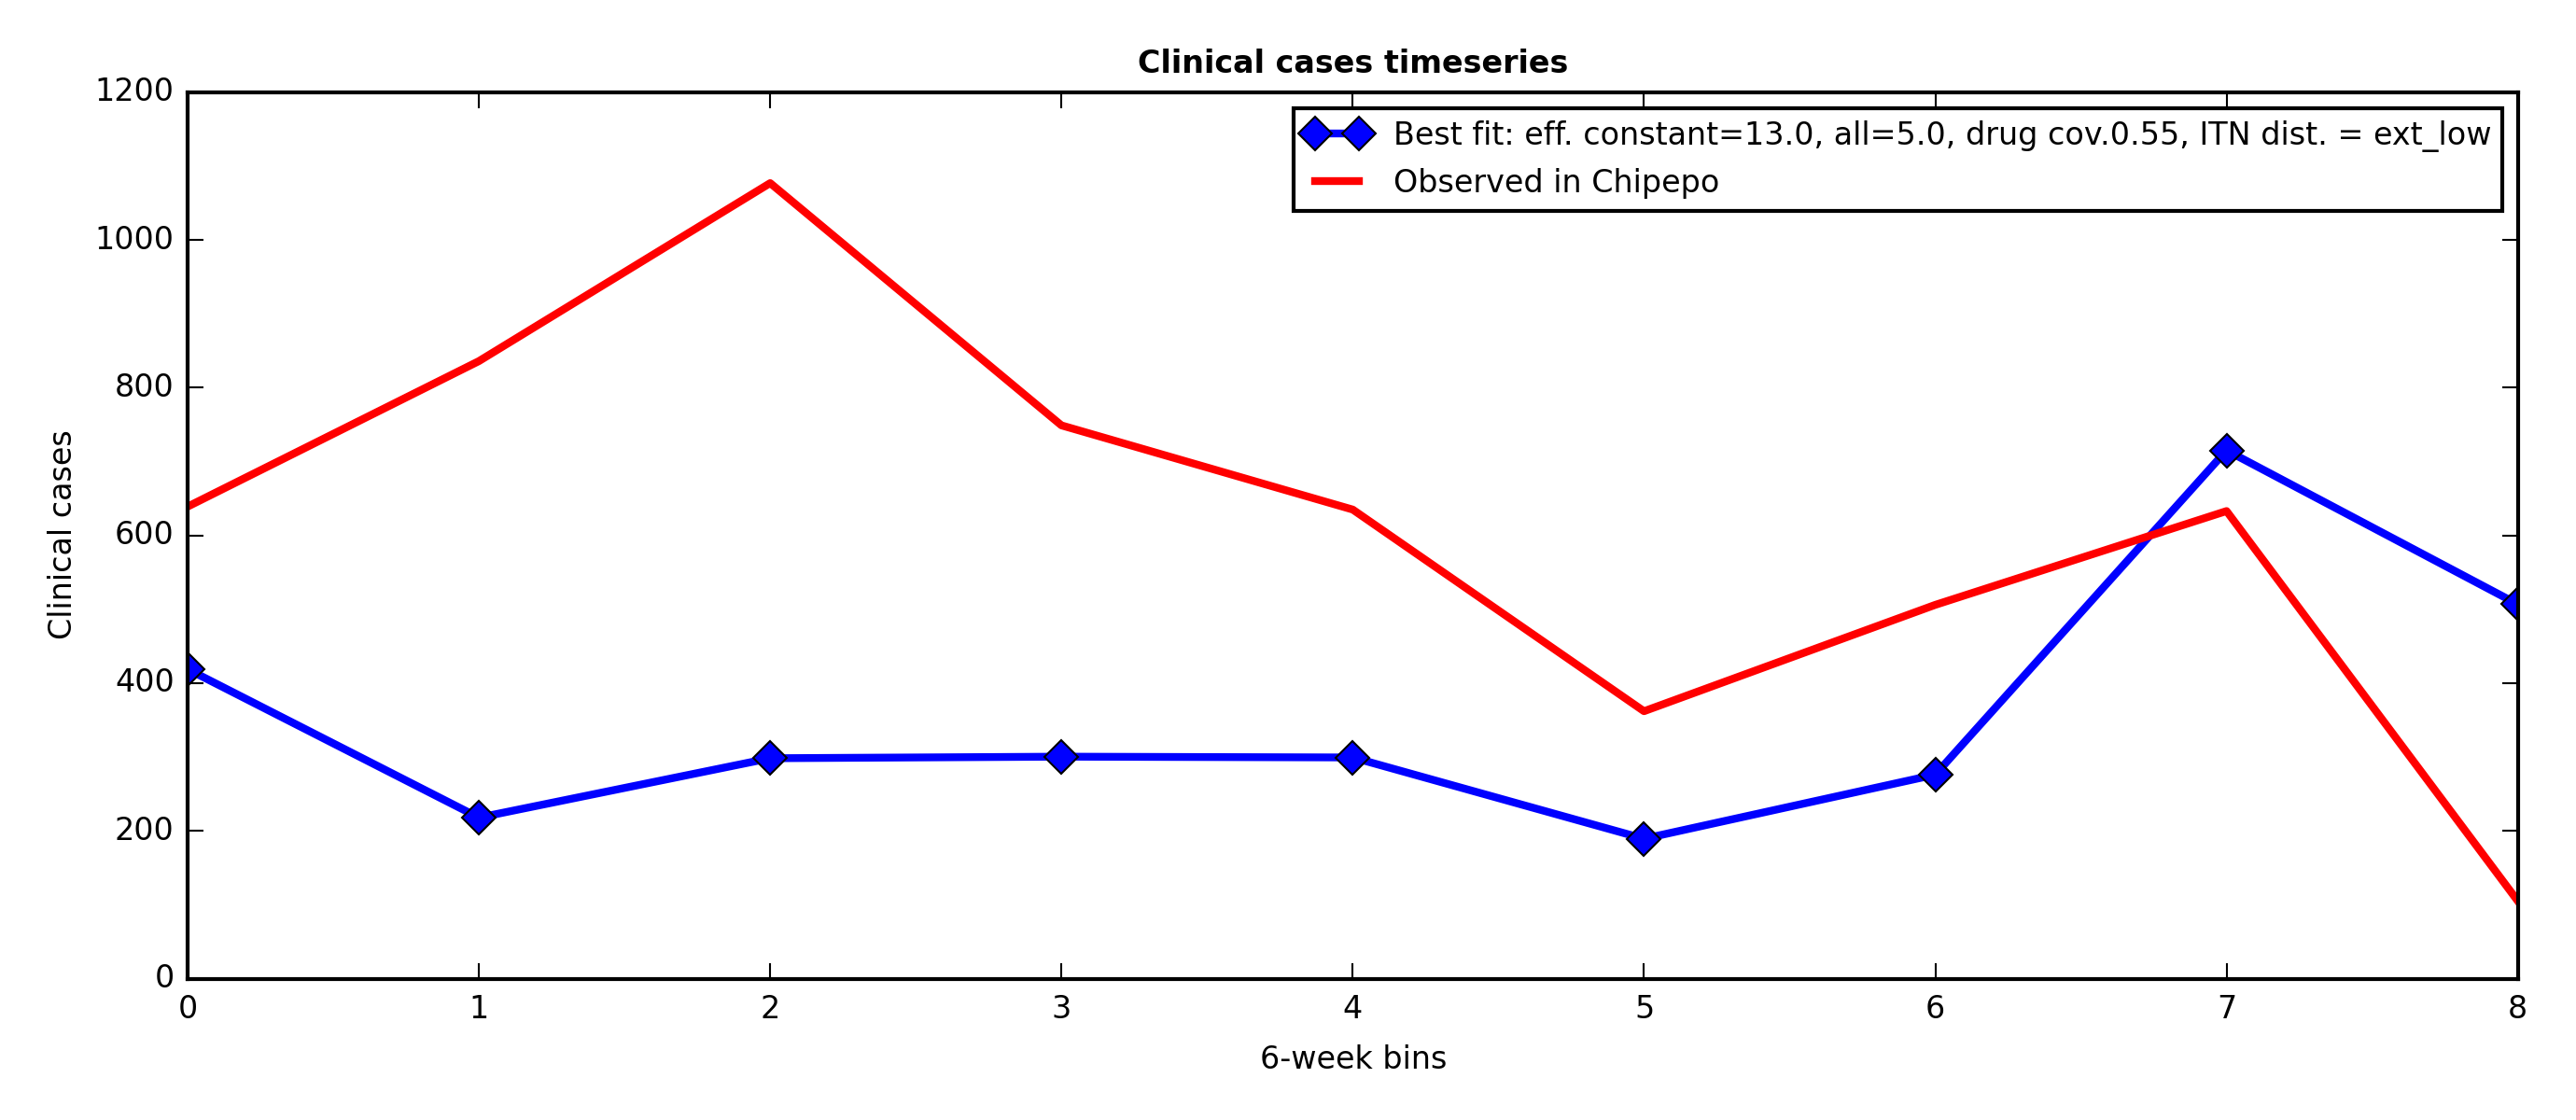 Clinical cases timeseries
Best fit: eff. constant=13.0, all=5.0, drug cov.0.55, ITN dist. = ext_low
Observed in Chipepo
1200
1000
800
600
400
200
0
Clinical cases
0 1 2 3 4 5 6 7 8
6-week bins